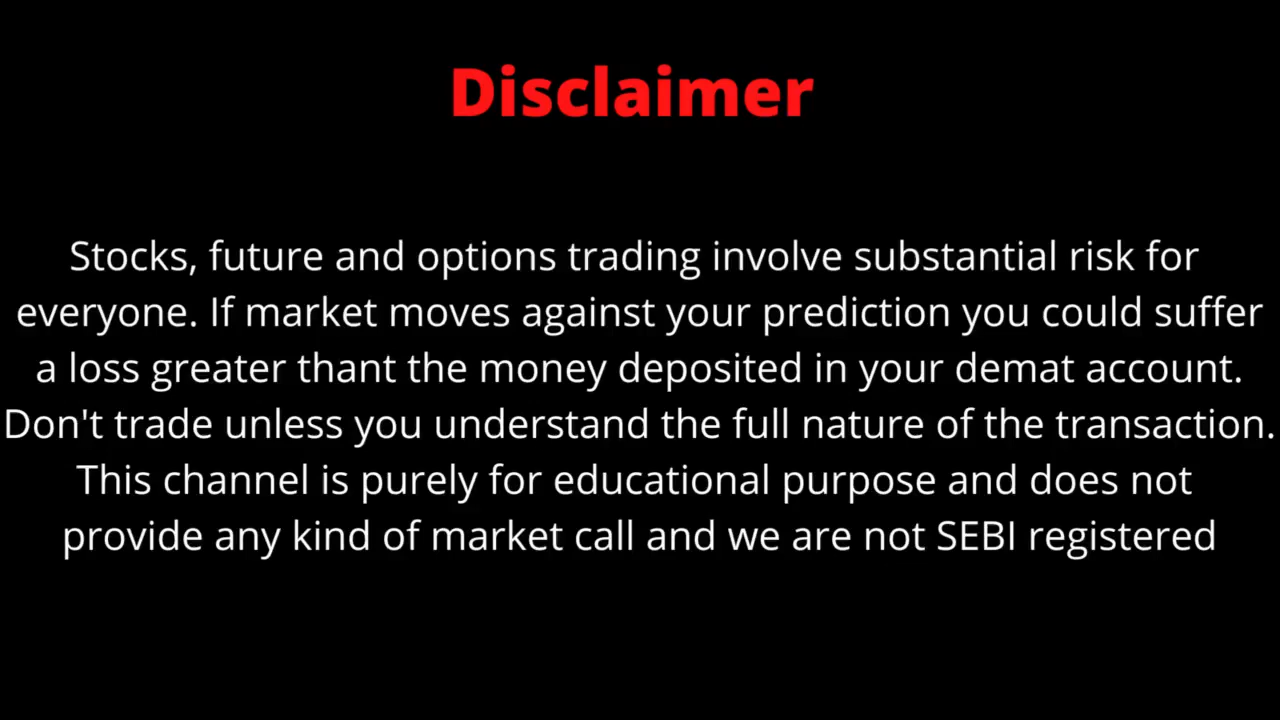 Disclaimer
Stocks, future and options trading involve substantial risk for
everyone. If market moves against your prediction you could suffer
a loss greater thant the money deposited in your demat account.
Don't trade unless you understand the full nature of the transaction.
This channel is purely for educational purpose and does not
provide any kind of market call and we are not SEBI registered